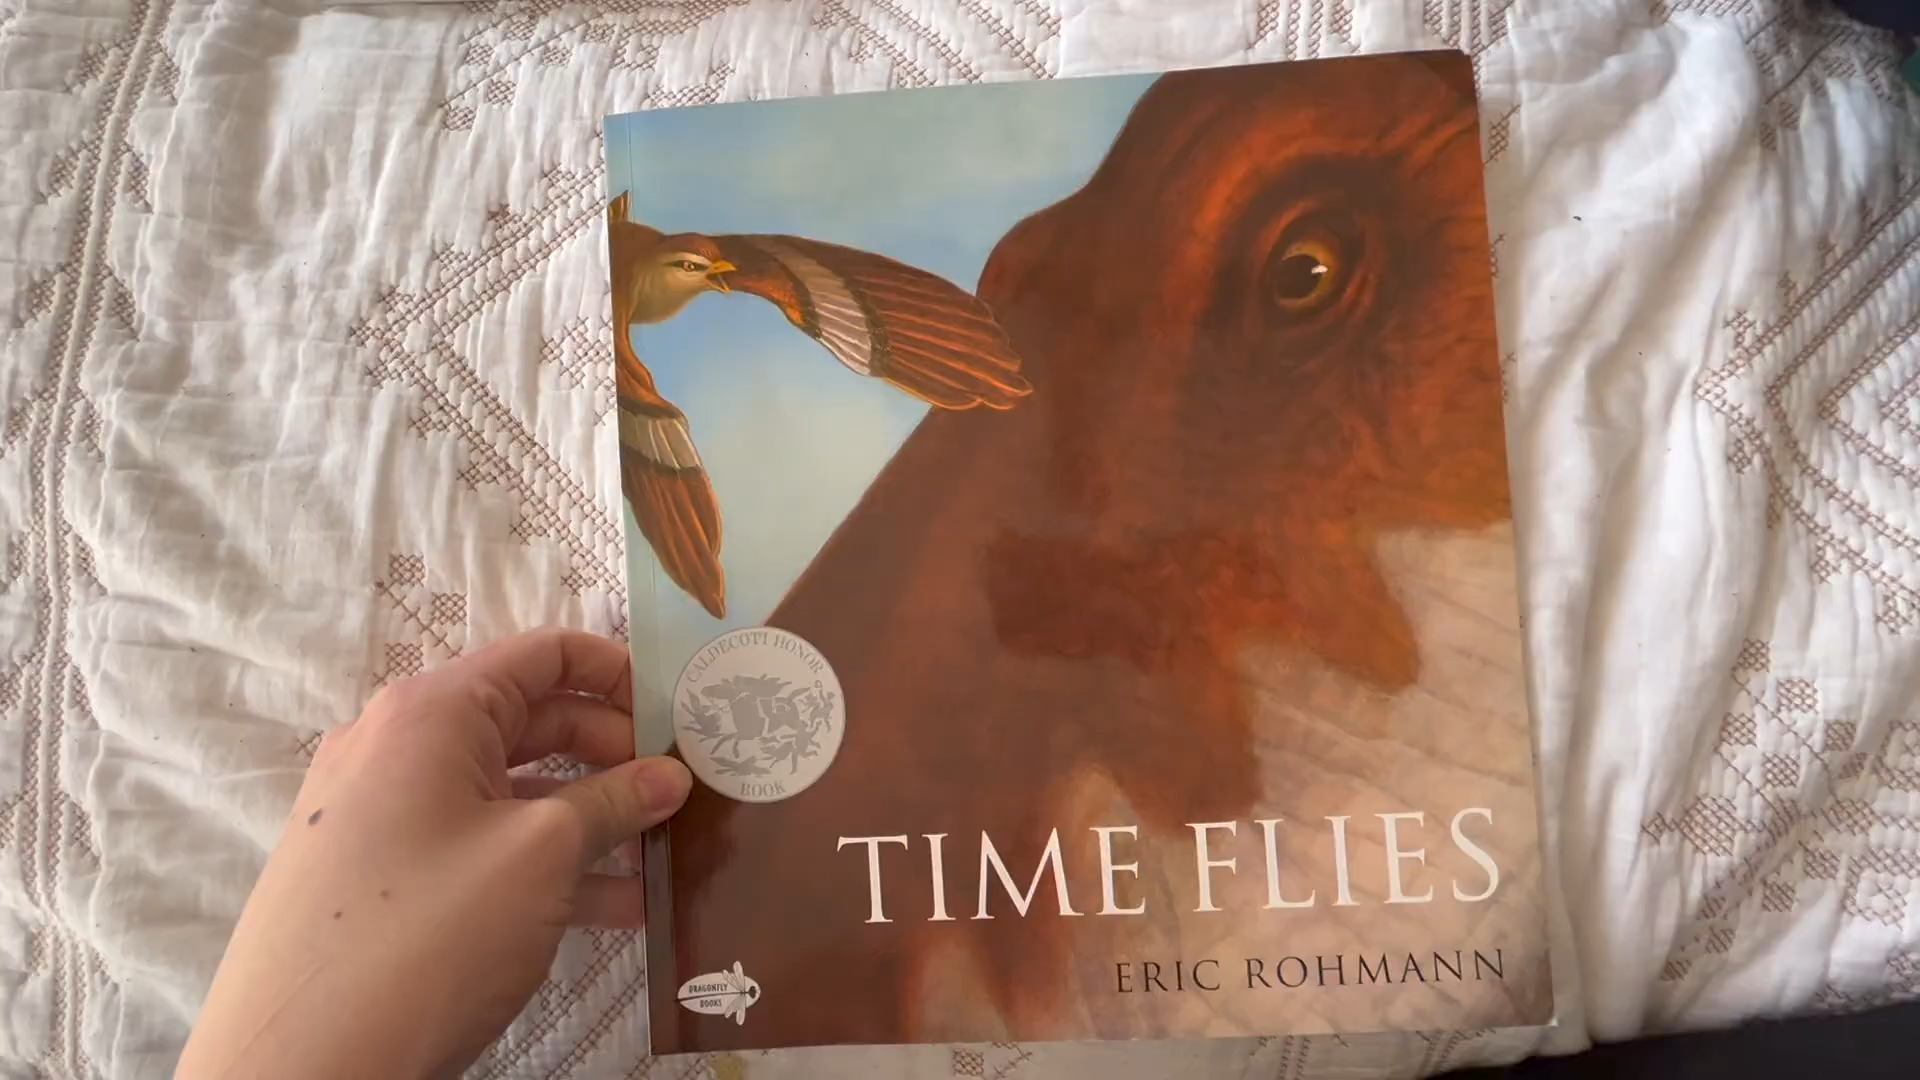 CALDECOTT HONOR
BOOK
TIME FLIES
ERIC ROHMANN
DRAGONFLY
BOOKS